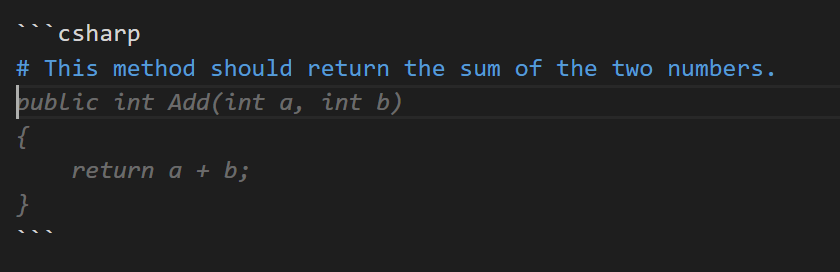 ```csharp
# This method should return the sum of the two numbers.
public int Add(int a, int b)
{
    return a + b;
}
```